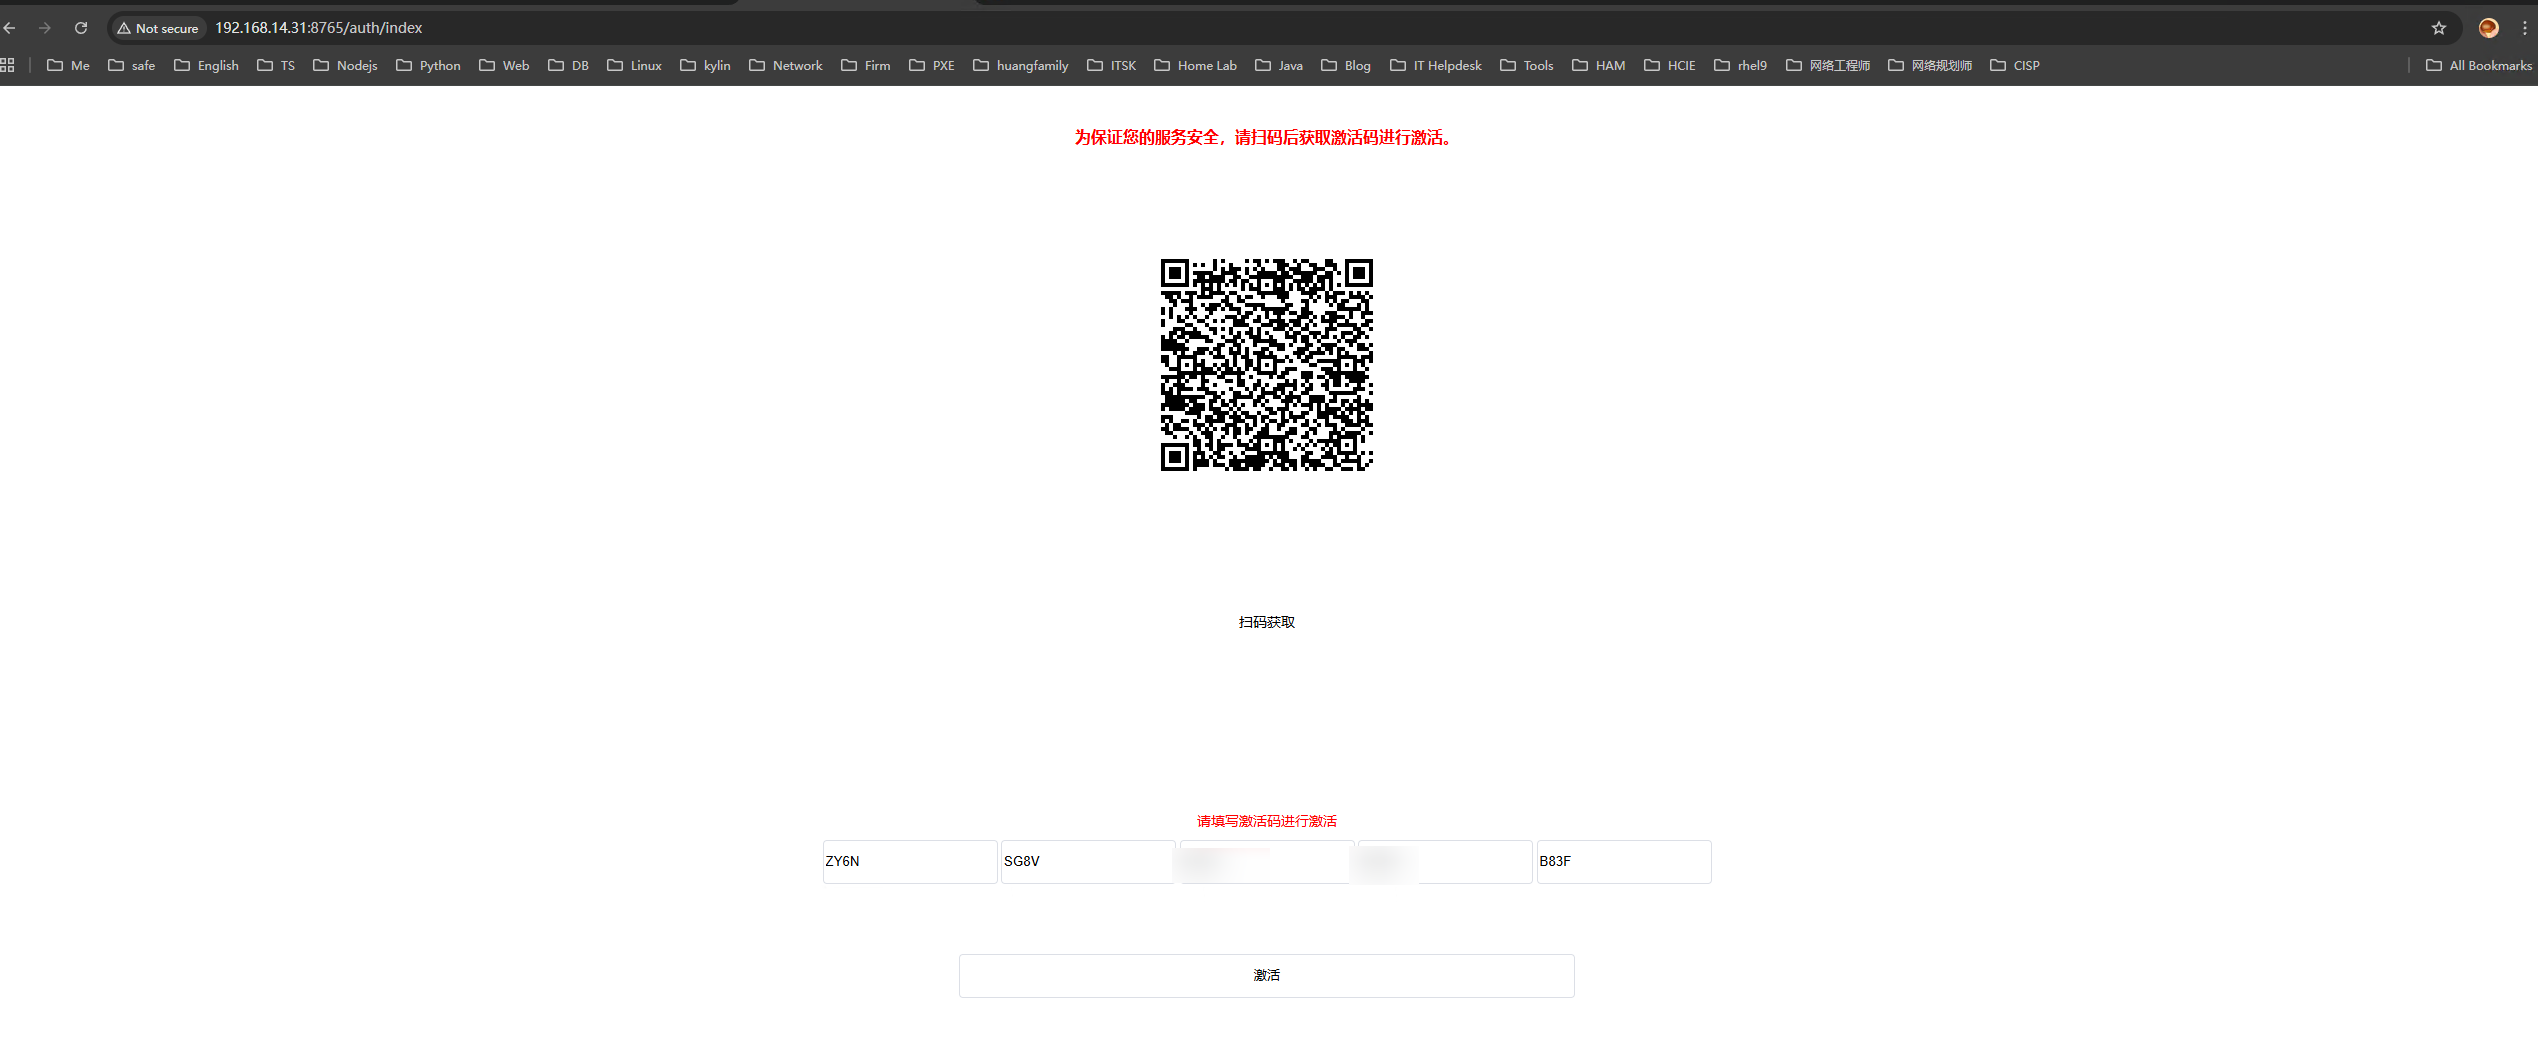 Not secure 192.168.14.31:8765/auth/index
Me safe English TS Nodejs Python Web DB Linux kylin Network Firm PXE huangfamily ITSK Home Lab Java Blog IT Helpdesk Tools HAM HCIE rhel9 网络工程师 网络规划师 CISP All Bookmarks
为保证您的服务安全，请扫码后获取激活码进行激活。
扫码获取
请填写激活码进行激活
ZY6N SG8V B83F
激活